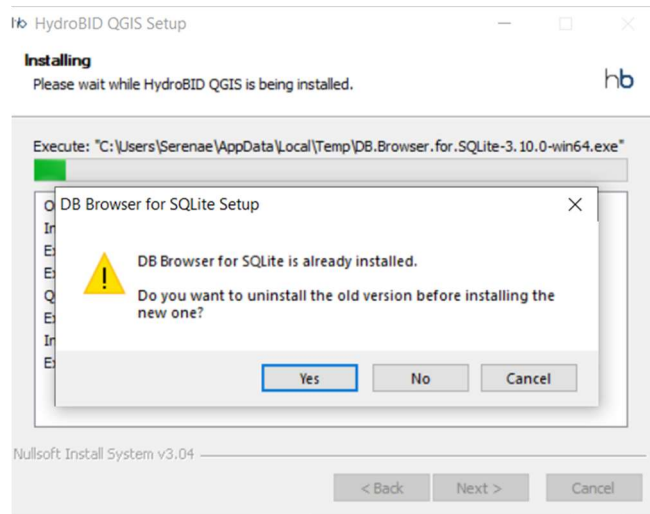 hb HydroBID QGIS Setup
Installing
Please wait while HydroBID QGIS is being installed.
hb
Execute: "C:\Users\Serenae\AppData\Local\Temp\DB.Browser.for.SQLite-3.10.0-win64.exe"
DB Browser for SQLite Setup
DB Browser for SQLite is already installed.
Do you want to uninstall the old version before installing the
new one?
Yes No Cancel
Nullsoft Install System v3.04
< Back Next > Cancel